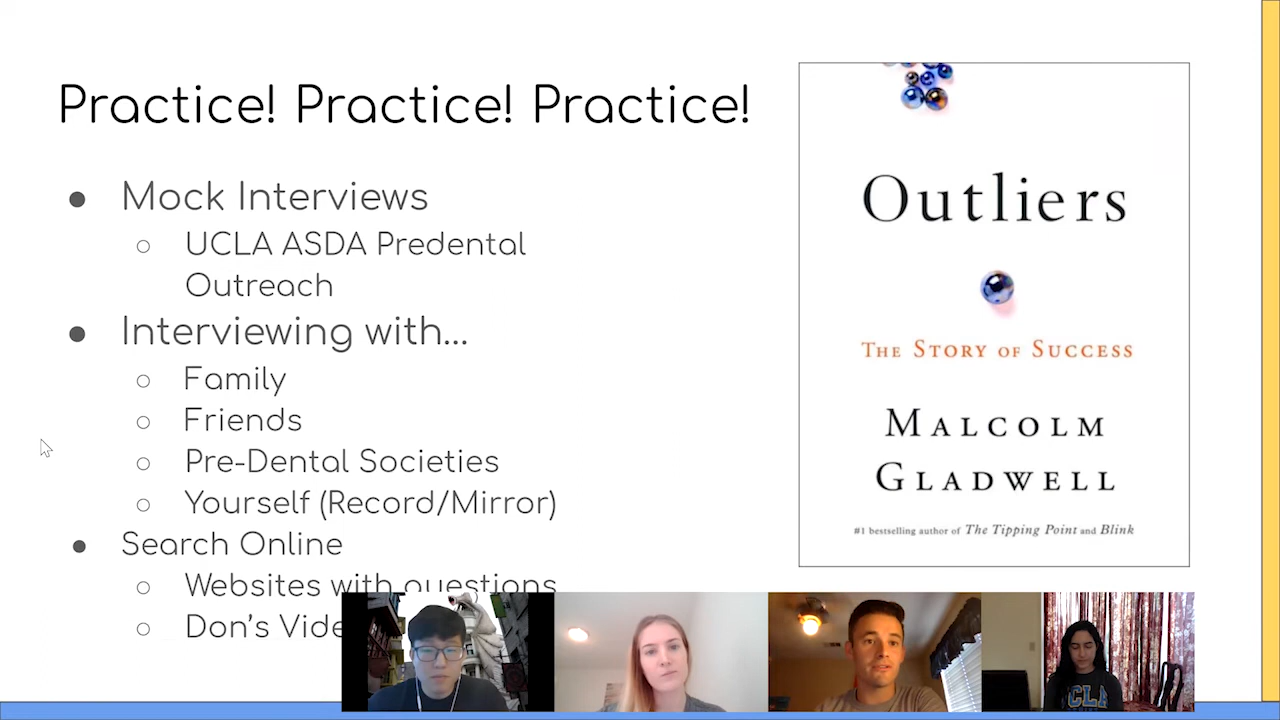 Practice! Practice! Practice!
● Mock Interviews
○ UCLA ASDA Predental
Outreach
● Interviewing with...
○ Family
○ Friends
○ Pre-Dental Societies
○ Yourself (Record/Mirror)
● Search Online
○ Websites with questions
○ Don's
Outliers
THE STORY OF SUCCESS
MALCOLM
GLADWELL
#1 bestselling author of The Tipping Point and Blink
UCLA